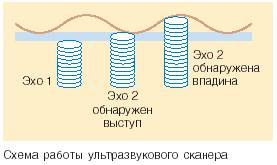 Эхо 1
Эхо 2
обнаружен
выступ
Эхо 2
обнаружена
впадина
Схема работы ультразвукового сканера